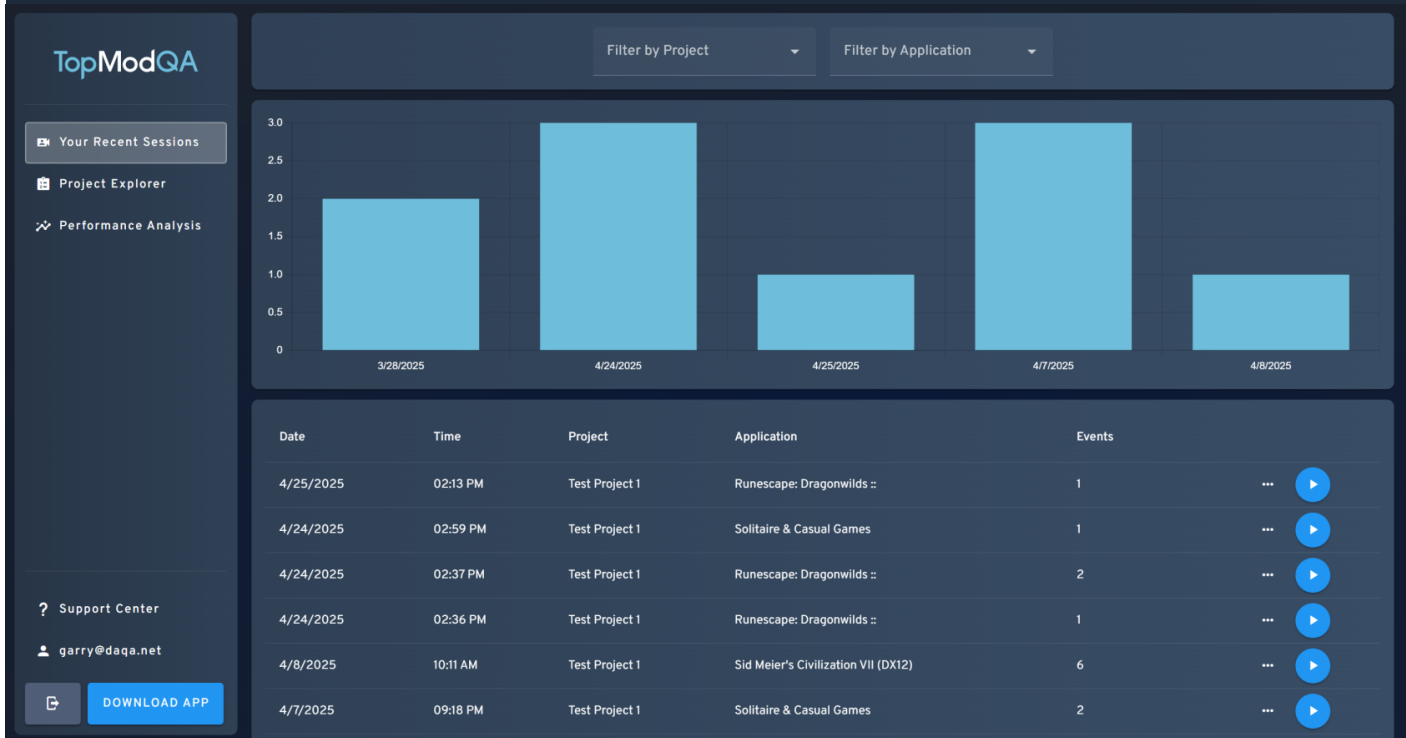 TopModQA
Your Recent Sessions
Project Explorer
Performance Analysis
Support Center
garry@daqa.net
DOWNLOAD APP
Filter by Project
Filter by Application
3.0
2.5
2.0
1.5
1.0
0.5
0
3/28/2025 4/24/2025 4/25/2025 4/7/2025 4/8/2025
Date Time Project Application Events
4/25/2025 02:13 PM Test Project 1 Runescape: Dragonwilds :: 1
4/24/2025 02:59 PM Test Project 1 Solitaire & Casual Games 1
4/24/2025 02:37 PM Test Project 1 Runescape: Dragonwilds :: 2
4/24/2025 02:36 PM Test Project 1 Runescape: Dragonwilds :: 1
4/8/2025 10:11 AM Test Project 1 Sid Meier's Civilization VII (DX12) 6
4/7/2025 09:18 PM Test Project 1 Solitaire & Casual Games 2